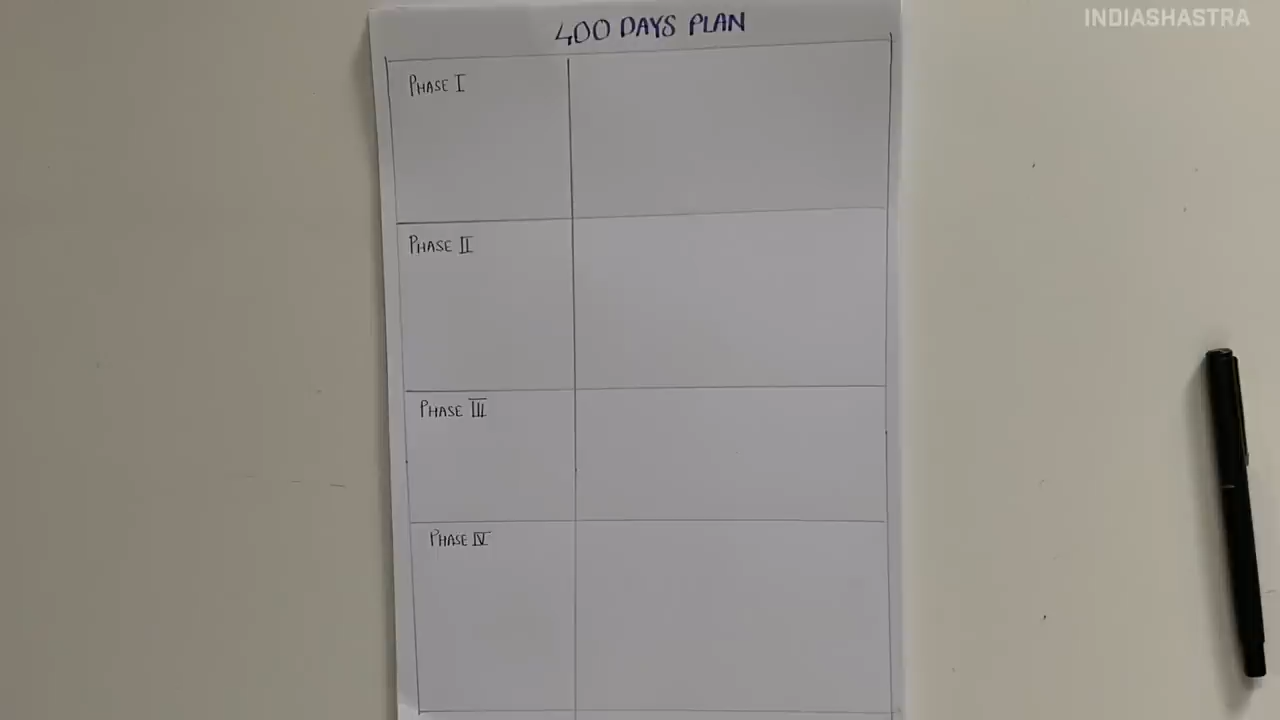 INDIASHASTRA
400 DAYS PLAN
PHASE I
PHASE II
PHASE III
PHASE IV